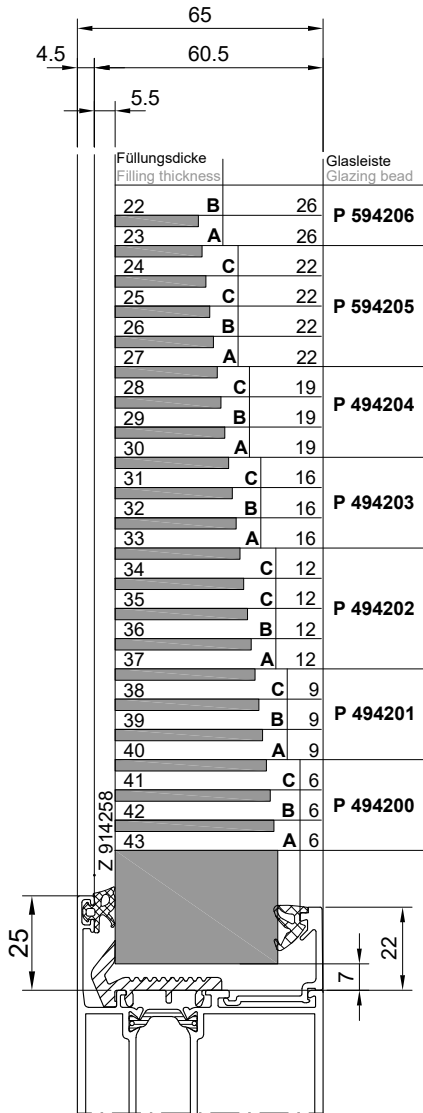 65
4.5 60.5
5.5
Füllungsdicke Glasleiste
Filling thickness Glazing bead
22 B 26 P 594206
23 A 26
24 C 22 P 594205
25 C 22
26 B 22
27 A 22
28 C 19 P 494204
29 B 19
30 A 19
31 C 16 P 494203
32 B 16
33 A 16
34 C 12 P 494202
35 C 12
36 B 12
37 A 12
38 C 9 P 494201
39 B 9
40 A 9
41 C 6 P 494200
42 B 6
43 A 6
Z 914258
25
22
7